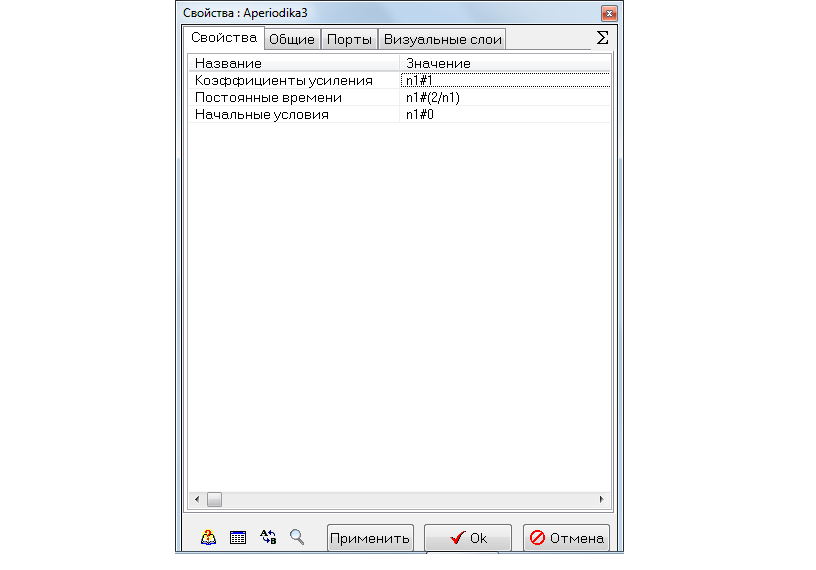 Свойства : Aperiodika3
Свойства Общие Порты Визуальные слои Σ
Название Значение
Коэффициенты усиления n1#1
Постоянные времени n1#(2/n1)
Начальные условия n1#0
Применить Ok Отмена